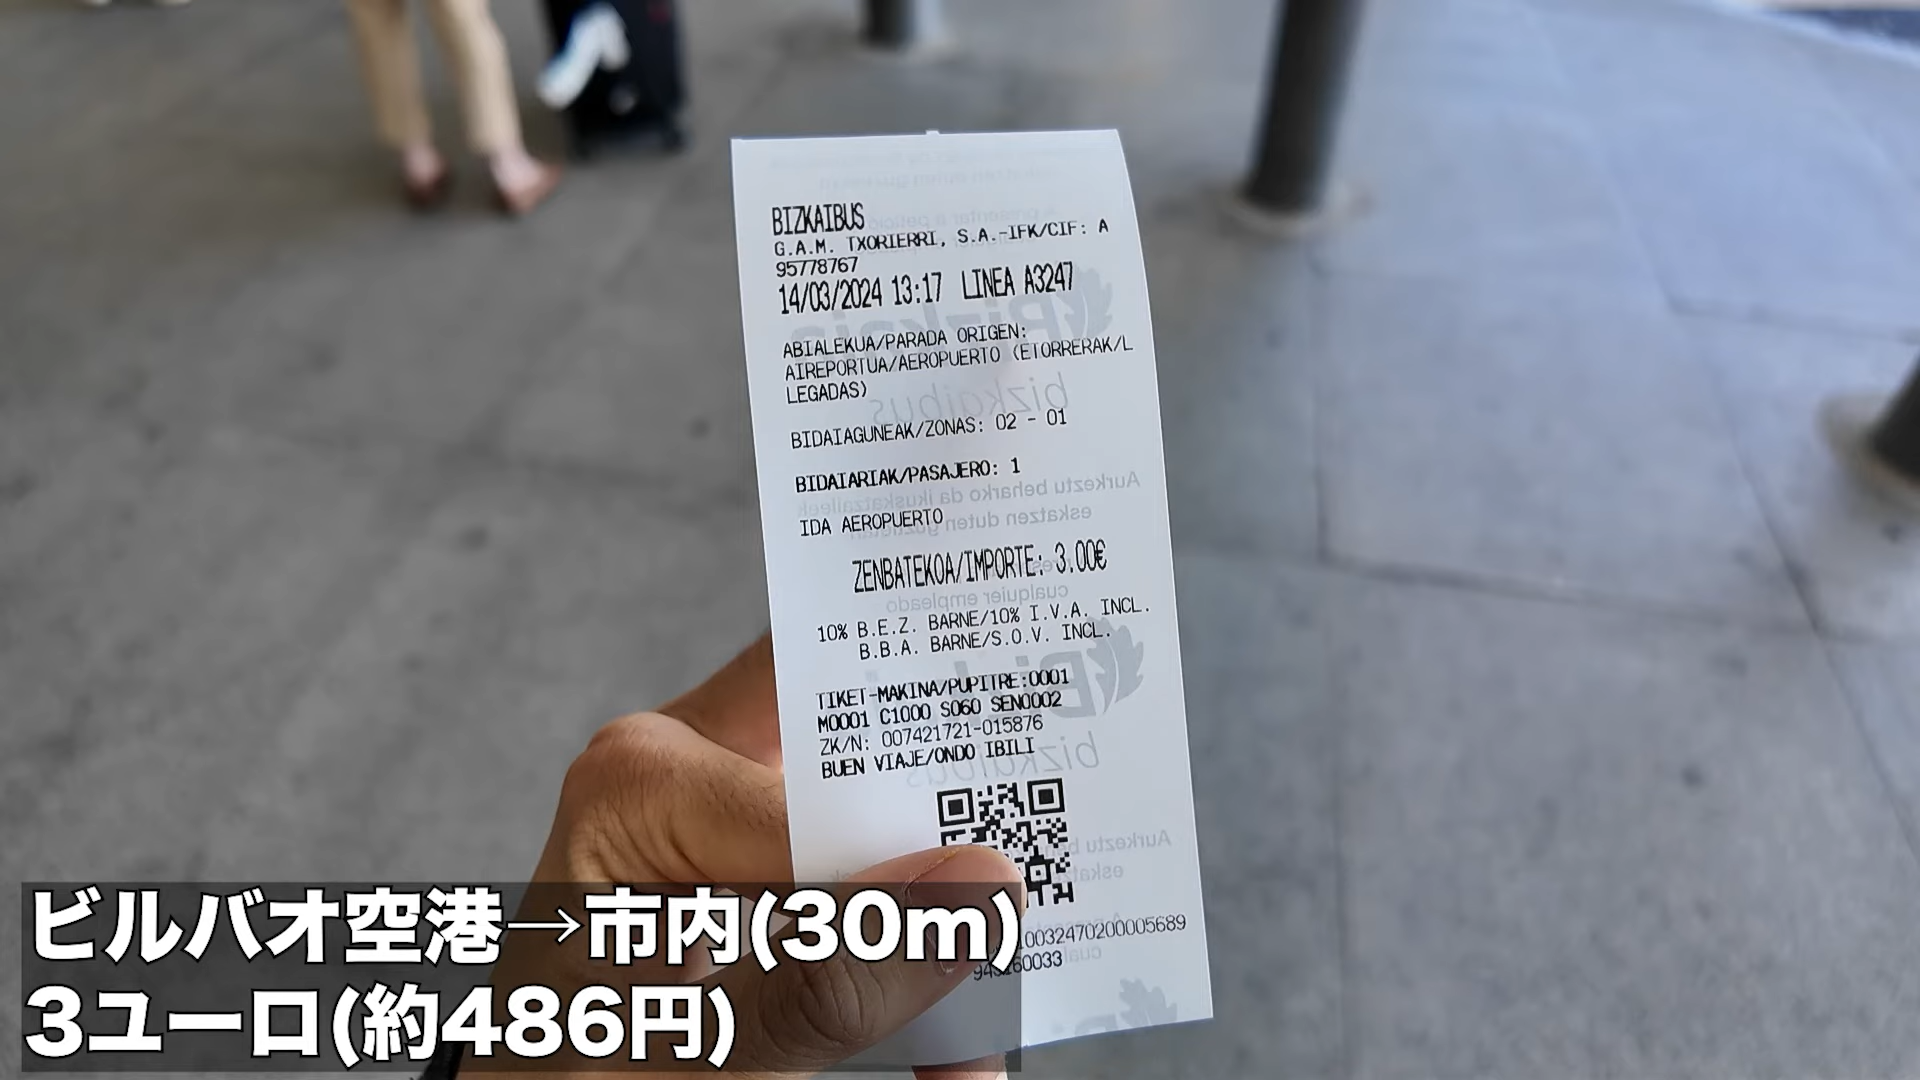 BIZKAIBUS
G.A.M. TXORIERRI, S.A.-IFK/CIF: A
95778767
14/03/2024 13:17 LINEA A3247
ABIALEKUA/PARADA ORIGEN:
AIREPORTUA/AEROPUERTO (ETORRERAK/L
LEGADAS)
BIDAIAGUNEAK/ZONAS: 02 - 01
BIDAIARIAK/PASAJERO: 1
IDA AEROPUERTO
ZENBATEKOA/IMPORTE: 3.00€
10% B.E.Z. BARNE/10% I.V.A. INCL.
B.B.A. BARNE/S.O.V. INCL.
TIKET-MAKINA/PUPITRE:0001
M0001 C1000 S060 SEN0002
ZK/N: 007421721-015876
BUEN VIAJE/ONDO IBILI
ビルバオ空港→市内(30m)
3ユーロ(約486円)